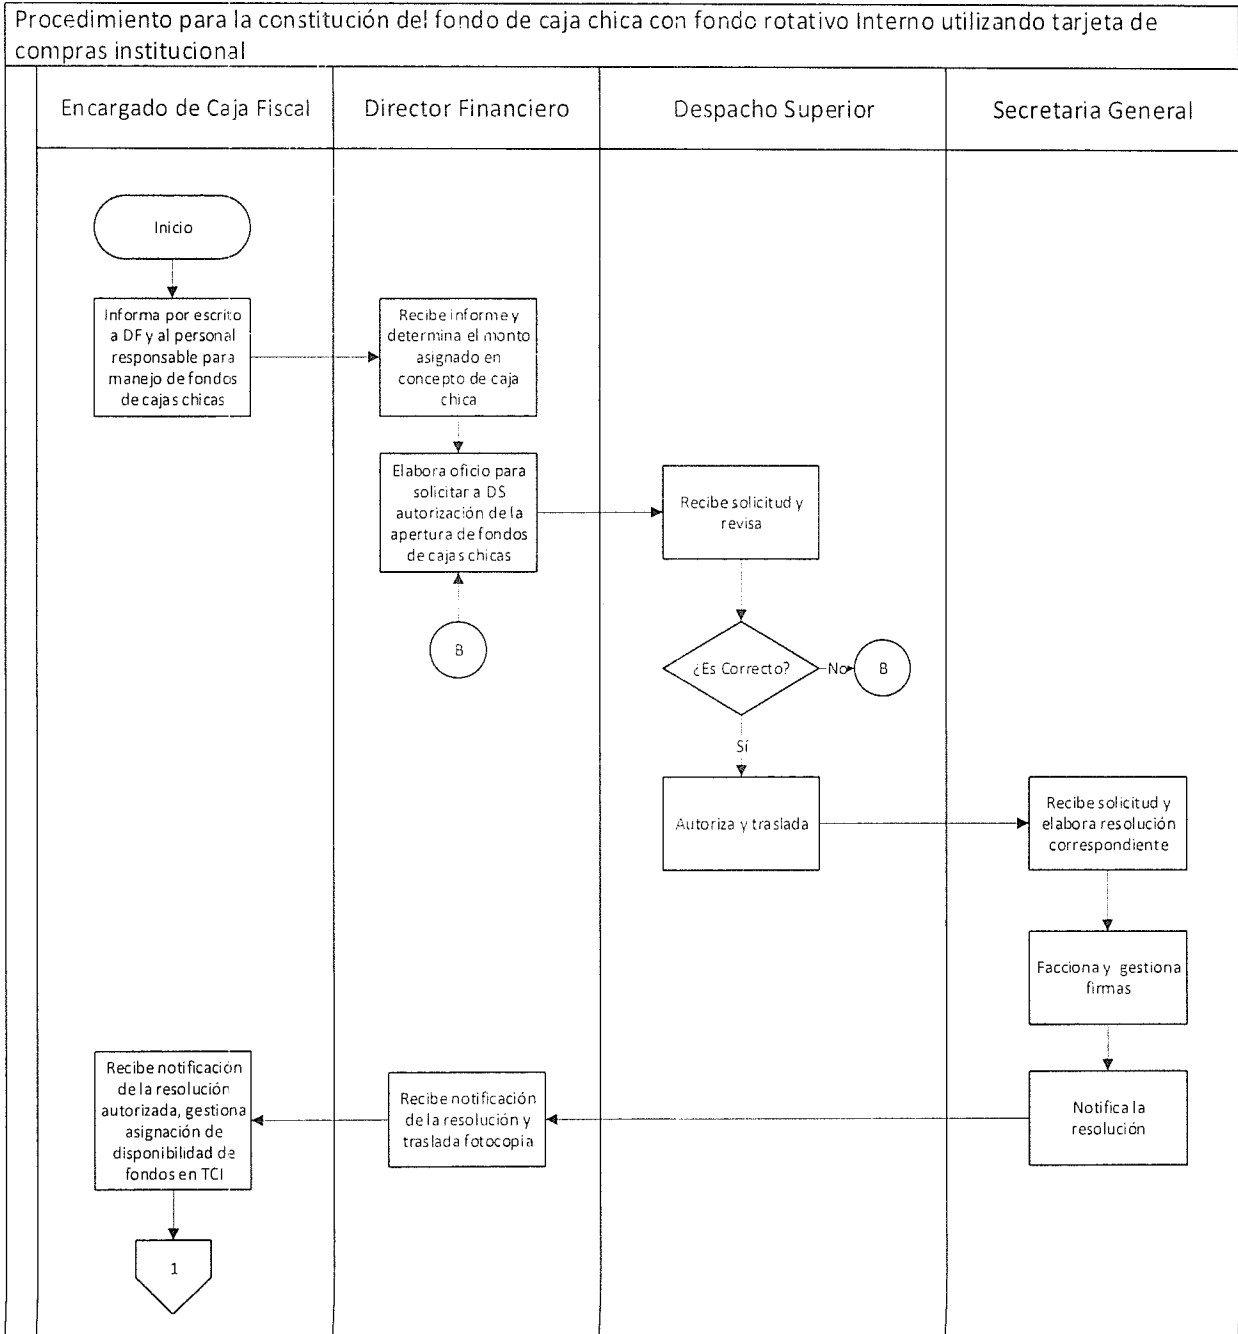 Procedimiento para la constitución del fondo de caja chica con fondo rotativo Interno utilizando tarjeta de
compras institucional
Encargado de Caja Fiscal
Director Financiero
Despacho Superior
Secretaria General
Inicio
Informa por escrito
a DF y al personal
responsable para
manejo de fondos
de cajas chicas
Recibe informe y
determina el monto
asignado en
concepto de caja
chica
Elabora oficio para
solicitar a DS
autorización de la
apertura de fondos
de cajas chicas
Recibe solicitud y
revisa
B
¿Es Correcto?
No
B
Sí
Autoriza y traslada
Recibe solicitud y
elabora resolución
correspondiente
Facciona y gestiona
firmas
Notifica la
resolución
Recibe notificación
de la resolución y
traslada fotocopia
Recibe notificación
de la resolución
autorizada, gestiona
asignación de
disponibilidad de
fondos en TCI
1